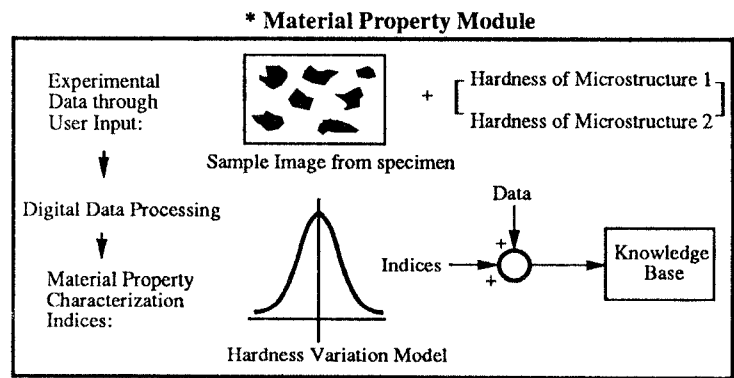 * Material Property Module
Experimental
Data through
User Input:
+
Hardness of Microstructure 1
Hardness of Microstructure 2
Sample Image from specimen
Digital Data Processing
Data
+
Indices
+
Knowledge
Base
Material Property
Characterization
Indices:
Hardness Variation Model